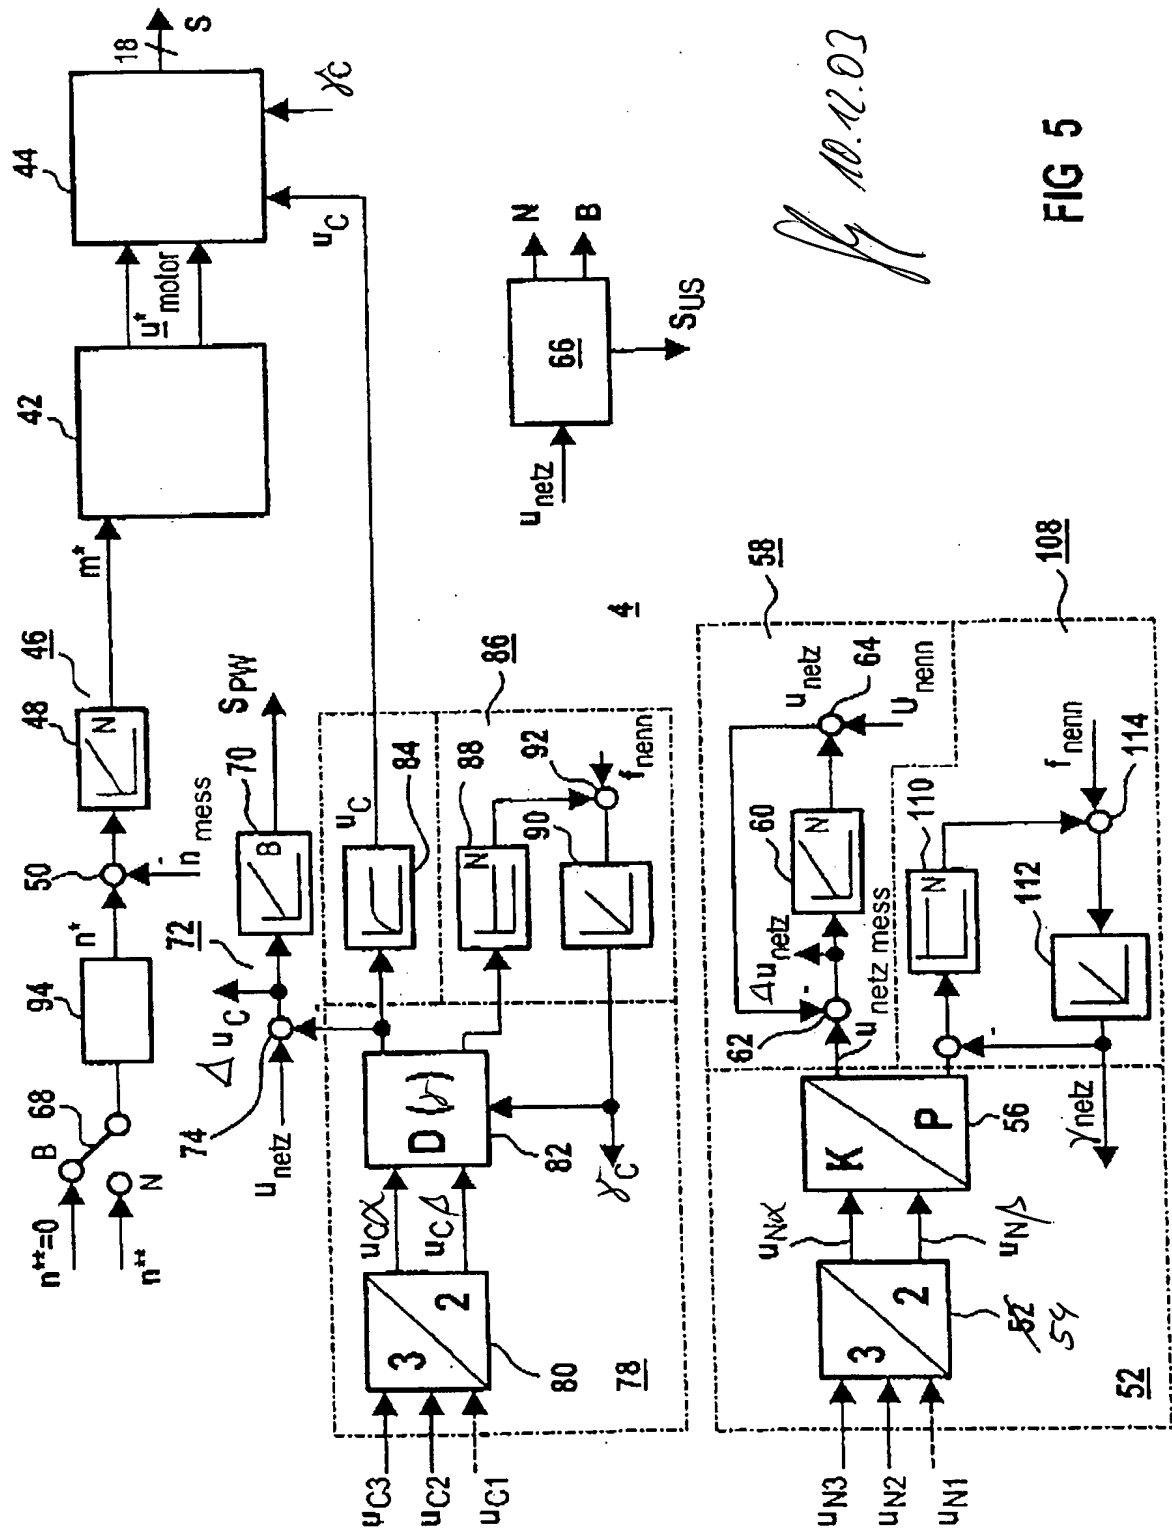 n**=0
n**
B
N
68
94
n*
50
n mess
48
46
N
m*
42
u*motor
44
18
S
γC
uC
Δ uC
74
unetz
72
70
B
SPW
uC3
uC2
uC1
3
2
80
78
uCα
uCβ
D (γ)
82
γC
84
uC
86
88
N
90
92
fnenn
4
unetz
66
N
B
SUS
uN3
uN2
uN1
3
2
52
54
52
uNα
uNβ
K
P
56
62
Δunetz
unetz mess
60
N
unetz
64
Unenn
58
110
N
112
114
fnenn
108
γnetz
10.12.03
FIG 5